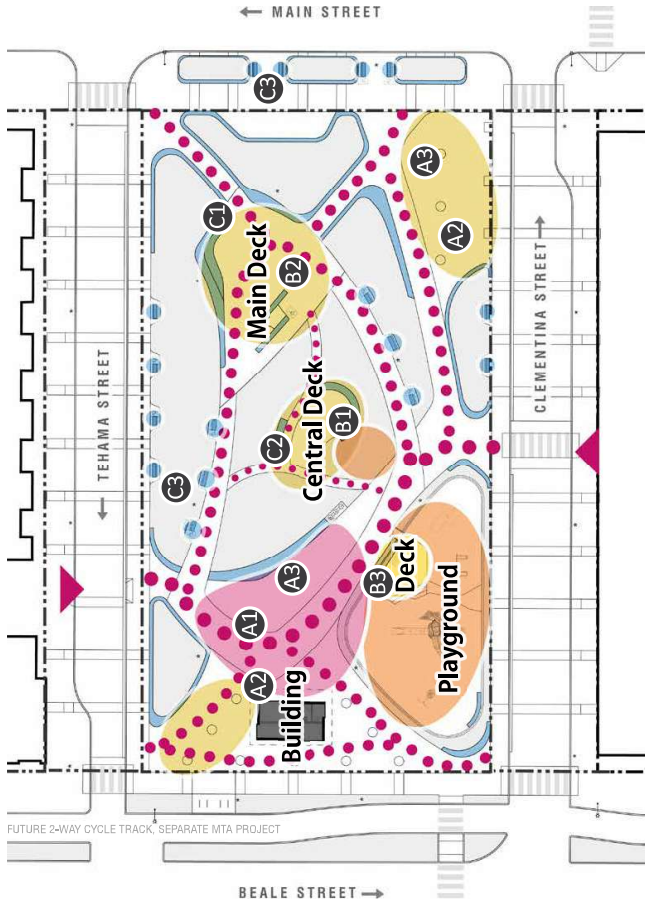 MAIN STREET
C3
A3
C1
A2
Main Deck
B2
CLEMENTINA STREET
TEHAMA STREET
Central Deck
B1
C2
C3
B3
Deck
A3
A1
Playground
A2
Building
FUTURE 2-WAY CYCLE TRACK, SEPARATE MTA PROJECT
BEALE STREET